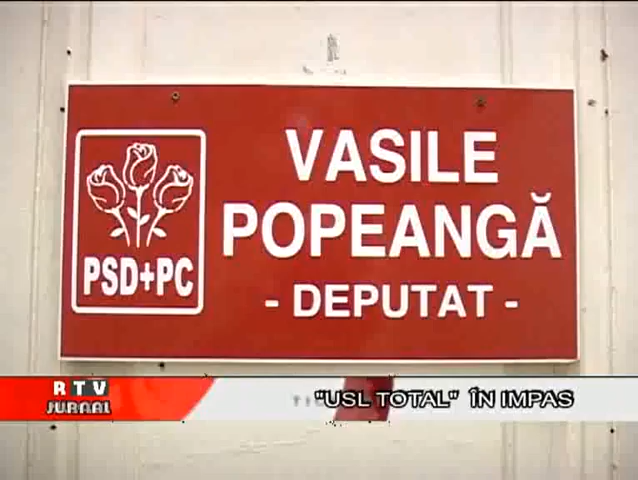 VASILE
POPEANGĂ
- DEPUTAT -
PSD+PC
RTV
JURNAL
"USL TOTAL" ÎN IMPAS